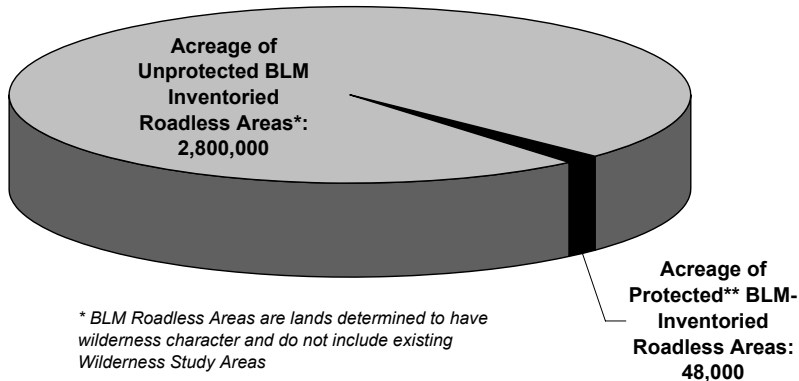 Acreage of
Unprotected BLM
Inventoried
Roadless Areas*:
2,800,000
Acreage of
Protected** BLM-
Inventoried
Roadless Areas:
48,000
* BLM Roadless Areas are lands determined to have
wilderness character and do not include existing
Wilderness Study Areas